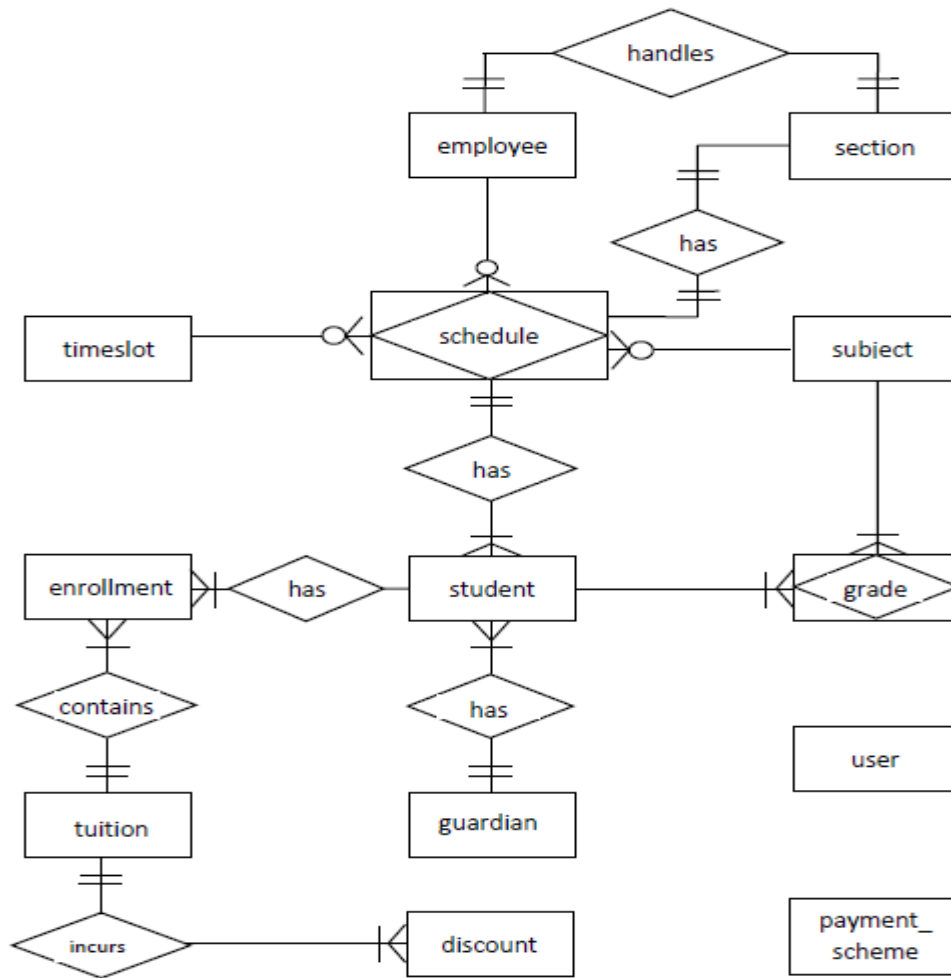 handles
employee
section
has
timeslot
schedule
subject
has
enrollment
has
student
grade
contains
has
user
tuition
guardian
incurs
discount
payment_
scheme